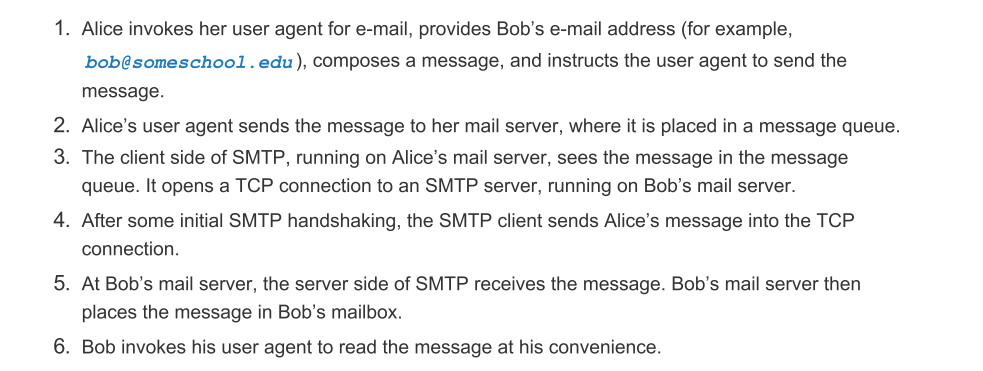 1. Alice invokes her user agent for e-mail, provides Bob’s e-mail address (for example,
bob@someschool.edu), composes a message, and instructs the user agent to send the
message.
2. Alice’s user agent sends the message to her mail server, where it is placed in a message queue.
3. The client side of SMTP, running on Alice’s mail server, sees the message in the message
queue. It opens a TCP connection to an SMTP server, running on Bob’s mail server.
4. After some initial SMTP handshaking, the SMTP client sends Alice’s message into the TCP
connection.
5. At Bob’s mail server, the server side of SMTP receives the message. Bob’s mail server then
places the message in Bob’s mailbox.
6. Bob invokes his user agent to read the message at his convenience.